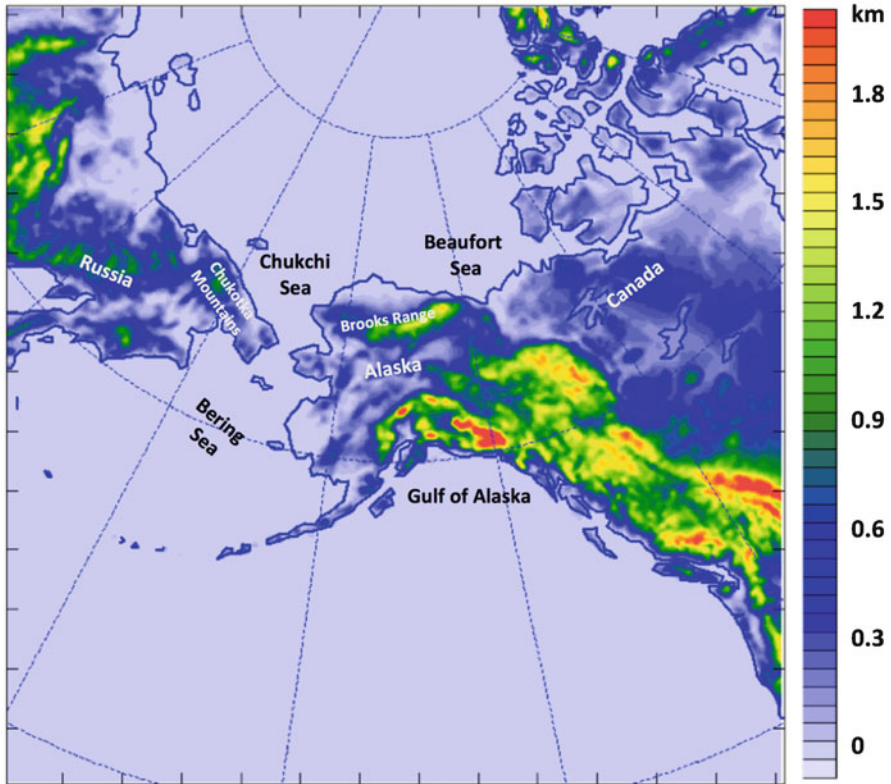 km
1.8
1.5
1.2
0.9
0.6
0.3
0
Beaufort
Sea
Chukchi
Sea
Russia
Chukotka
Mountains
Canada
Brooks Range
Alaska
Bering
Sea
Gulf of Alaska